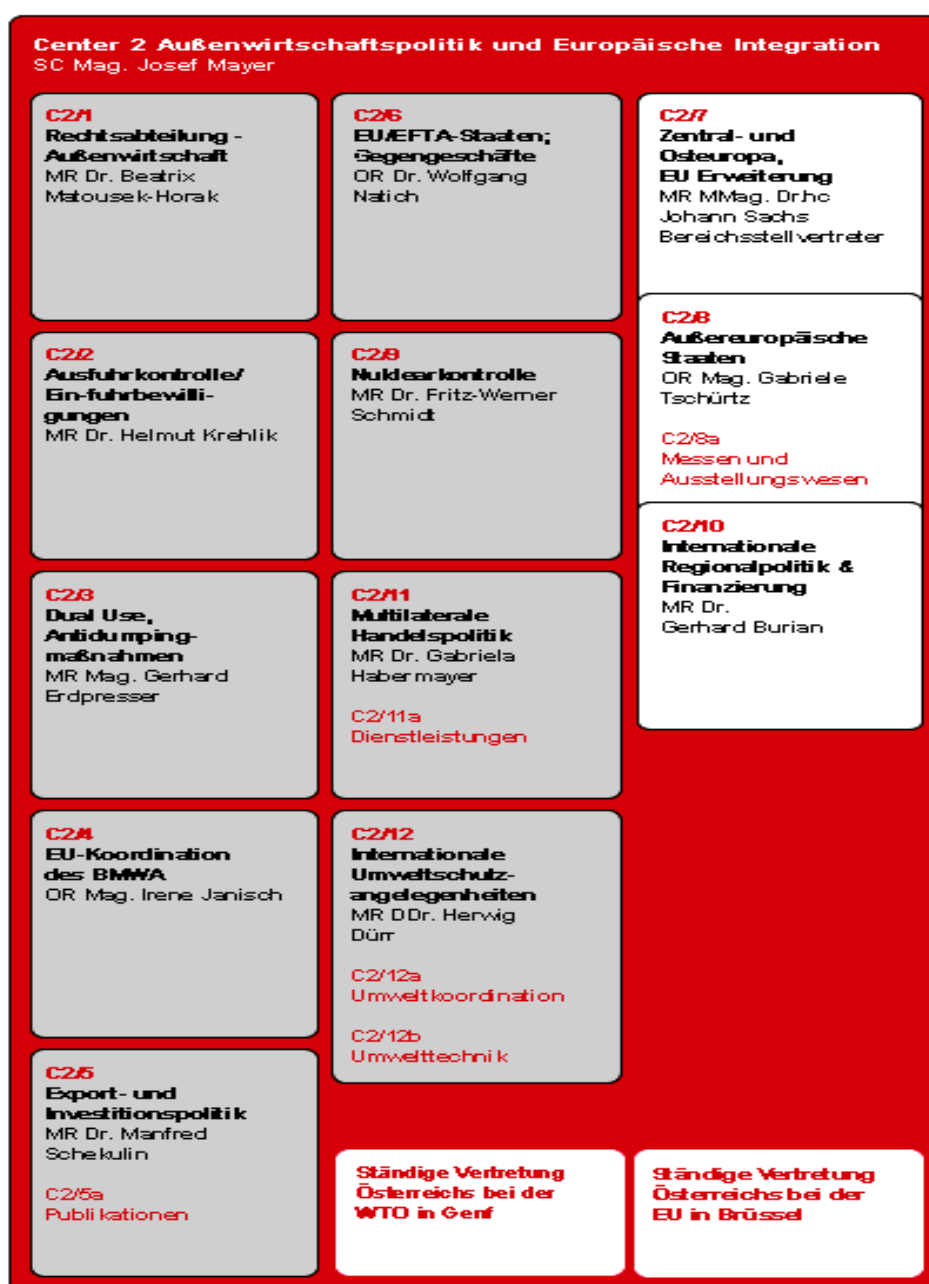 Center 2 Außenwirtschaftspolitik und Europäische Integration
SC Mag. Josef Mayer
C2/1
Rechtsabteilung -
Außenwirtschaft
MR Dr. Beatrix
Matousek-Horak
C2/2
Ausfuhrkontrolle/
Ein-fuhrbewilli-
gungen
MR Dr. Helmut Krehlik
C2/3
Dual Use,
Antidumping-
maßnahmen
MR Mag. Gerhard
Erdpresser
C2/4
EU-Koordination
des BMWA
OR Mag. Irene Janisch
C2/5
Export- und
Investitionspolitik
MR Dr. Manfred
Schekulin
C2/5a
Publikationen
C2/6
EU/EFTA-Staaten;
Gegengeschäfte
OR Dr. Wolfgang
Natich
C2/9
Nuklearkontrolle
MR Dr. Fritz-Werner
Schmidt
C2/11
Multilaterale
Handelspolitik
MR Dr. Gabriela
Habermayer
C2/11a
Dienstleistungen
C2/12
Internationale
Umweltschutz-
angelegenheiten
MR DDr. Herwig
Dürr
C2/12a
Umweltkoordination
C2/12b
Umwelttechnik
Ständige Vertretung
Österreichs bei der
WTO in Genf
C2/7
Zentral- und
Osteuropa,
EU Erweiterung
MR MMag. Dr.hc
Johann Sachs
Bereichsstellvertreter
C2/8
Außereuropäische
Staaten
OR Mag. Gabriele
Tschürtz
C2/8a
Messen und
Ausstellungswesen
C2/10
Internationale
Regionalpolitik &
Finanzierung
MR Dr.
Gerhard Burian
Ständige Vertretung
Österreichs bei der
EU in Brüssel